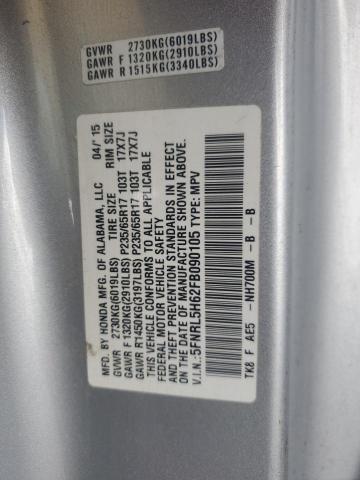 GVWR 2730KG(6019LBS)
GAWR F 1320KG(2910LBS)
GAWR R 1515KG(3340LBS)
MFD.BY HONDA MFG. OF ALABAMA, LLC 04/'15
TIRE SIZE RIM SIZE
GVWR 2730KG(6019LBS)
GAWR F 1320KG(2910LBS) P235/65R17 103T 17X7J
GAWR R1450KG(3197LBS) P235/65R17 103T 17X7J
THIS VEHICLE CONFORMS TO ALL APPLICABLE
FEDERAL MOTOR VEHICLE SAFETY
AND THEFT PREVENTION STANDARDS IN EFFECT
ON THE DATE OF MANUFACTURE SHOWN ABOVE.
V.I.N.:5FNRL5H62FB090105 TYPE: MPV
TK8 F AE5 -NH700M -B -B